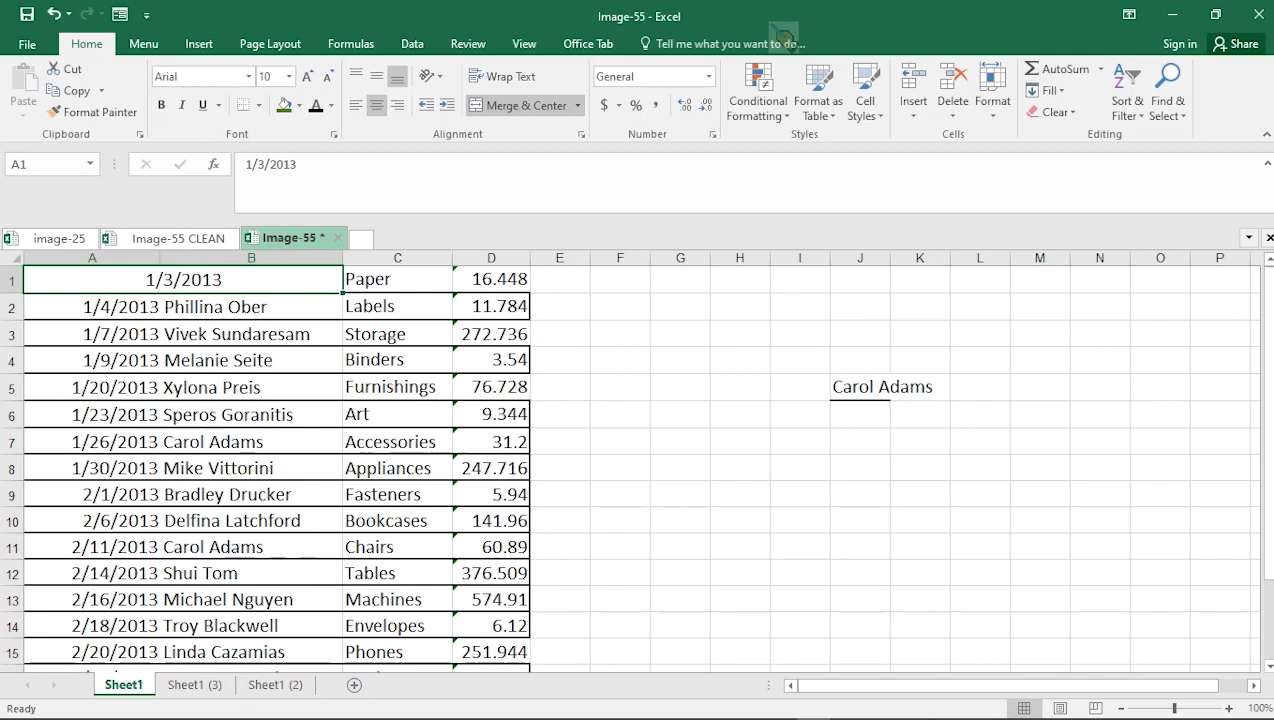 Image-55 - Excel
File Home Menu Insert Page Layout Formulas Data Review View Office Tab Tell me what you want to do... Sign in Share
Paste Cut Copy Format Painter Clipboard
Arial 10 B I U A A A Font
Wrap Text Merge & Center Alignment
General $ % , Number
Conditional Formatting Format as Table Cell Styles Styles
Insert Delete Format Cells
AutoSum Fill Clear Sort & Filter Find & Select Editing
A1 fx 1/3/2013
image-25 Image-55 CLEAN Image-55 *
A B C D E F G H I J K L M N O P
1 1/3/2013 Paper 16.448
2 1/4/2013 Phillina Ober Labels 11.784
3 1/7/2013 Vivek Sundaresam Storage 272.736
4 1/9/2013 Melanie Seite Binders 3.54
5 1/20/2013 Xylona Preis Furnishings 76.728 Carol Adams
6 1/23/2013 Speros Goranitis Art 9.344
7 1/26/2013 Carol Adams Accessories 31.2
8 1/30/2013 Mike Vittorini Appliances 247.716
9 2/1/2013 Bradley Drucker Fasteners 5.94
10 2/6/2013 Delfina Latchford Bookcases 141.96
11 2/11/2013 Carol Adams Chairs 60.89
12 2/14/2013 Shui Tom Tables 376.509
13 2/16/2013 Michael Nguyen Machines 574.91
14 2/18/2013 Troy Blackwell Envelopes 6.12
15 2/20/2013 Linda Cazamias Phones 251.944
Sheet1 Sheet1 (3) Sheet1 (2)
Ready 100%